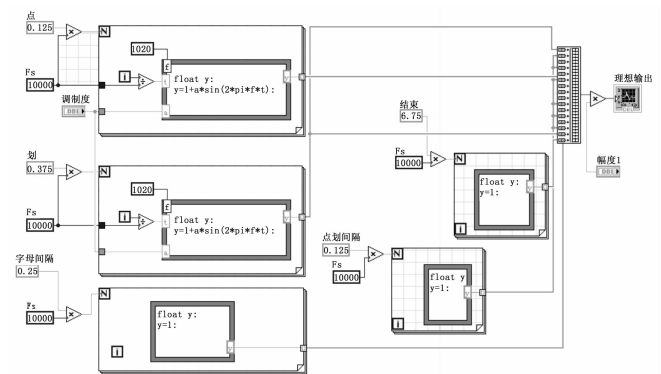 点
0.125
N
1020
f
Fs
i
float y:
y=1+a*sin(2*pi*f*t):
t
y
10000
调制度
DBL
a
理想输出
结束
6.75
划
0.375
N
Fs
10000
N
幅度1
DBL
float y:
y=1:
y
i
1020
f
Fs
i
float y:
y=1+a*sin(2*pi*f*t):
t
y
10000
a
点划间隔
0.125
N
Fs
10000
字母间隔
0.25
N
float y
y=1:
y
Fs
10000
float y:
y=1:
y
i
i